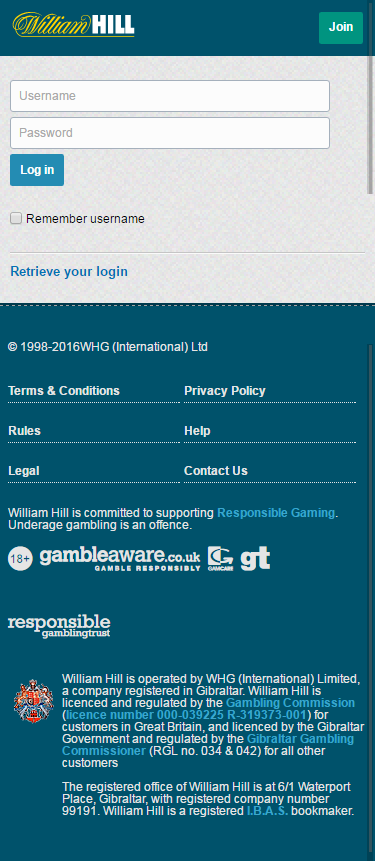 William HILL
Join
Username
Password
Log in
Remember username
Retrieve your login
© 1998-2016WHG (International) Ltd
Terms & Conditions
Privacy Policy
Rules
Help
Legal
Contact Us
William Hill is committed to supporting Responsible Gaming.
Underage gambling is an offence.
18+
gambleaware.co.uk
GAMBLE RESPONSIBLY
GAMCARE
gt
responsible
gamblingtrust
William Hill is operated by WHG (International) Limited,
a company registered in Gibraltar. William Hill is
licenced and regulated by the Gambling Commission
(licence number 000-039225 R-319373-001) for
customers in Great Britain, and licenced by the Gibraltar
Government and regulated by the Gibraltar Gambling
Commissioner (RGL no. 034 & 042) for all other
customers
The registered office of William Hill is at 6/1 Waterport
Place, Gibraltar, with registered company number
99191. William Hill is a registered I.B.A.S. bookmaker.